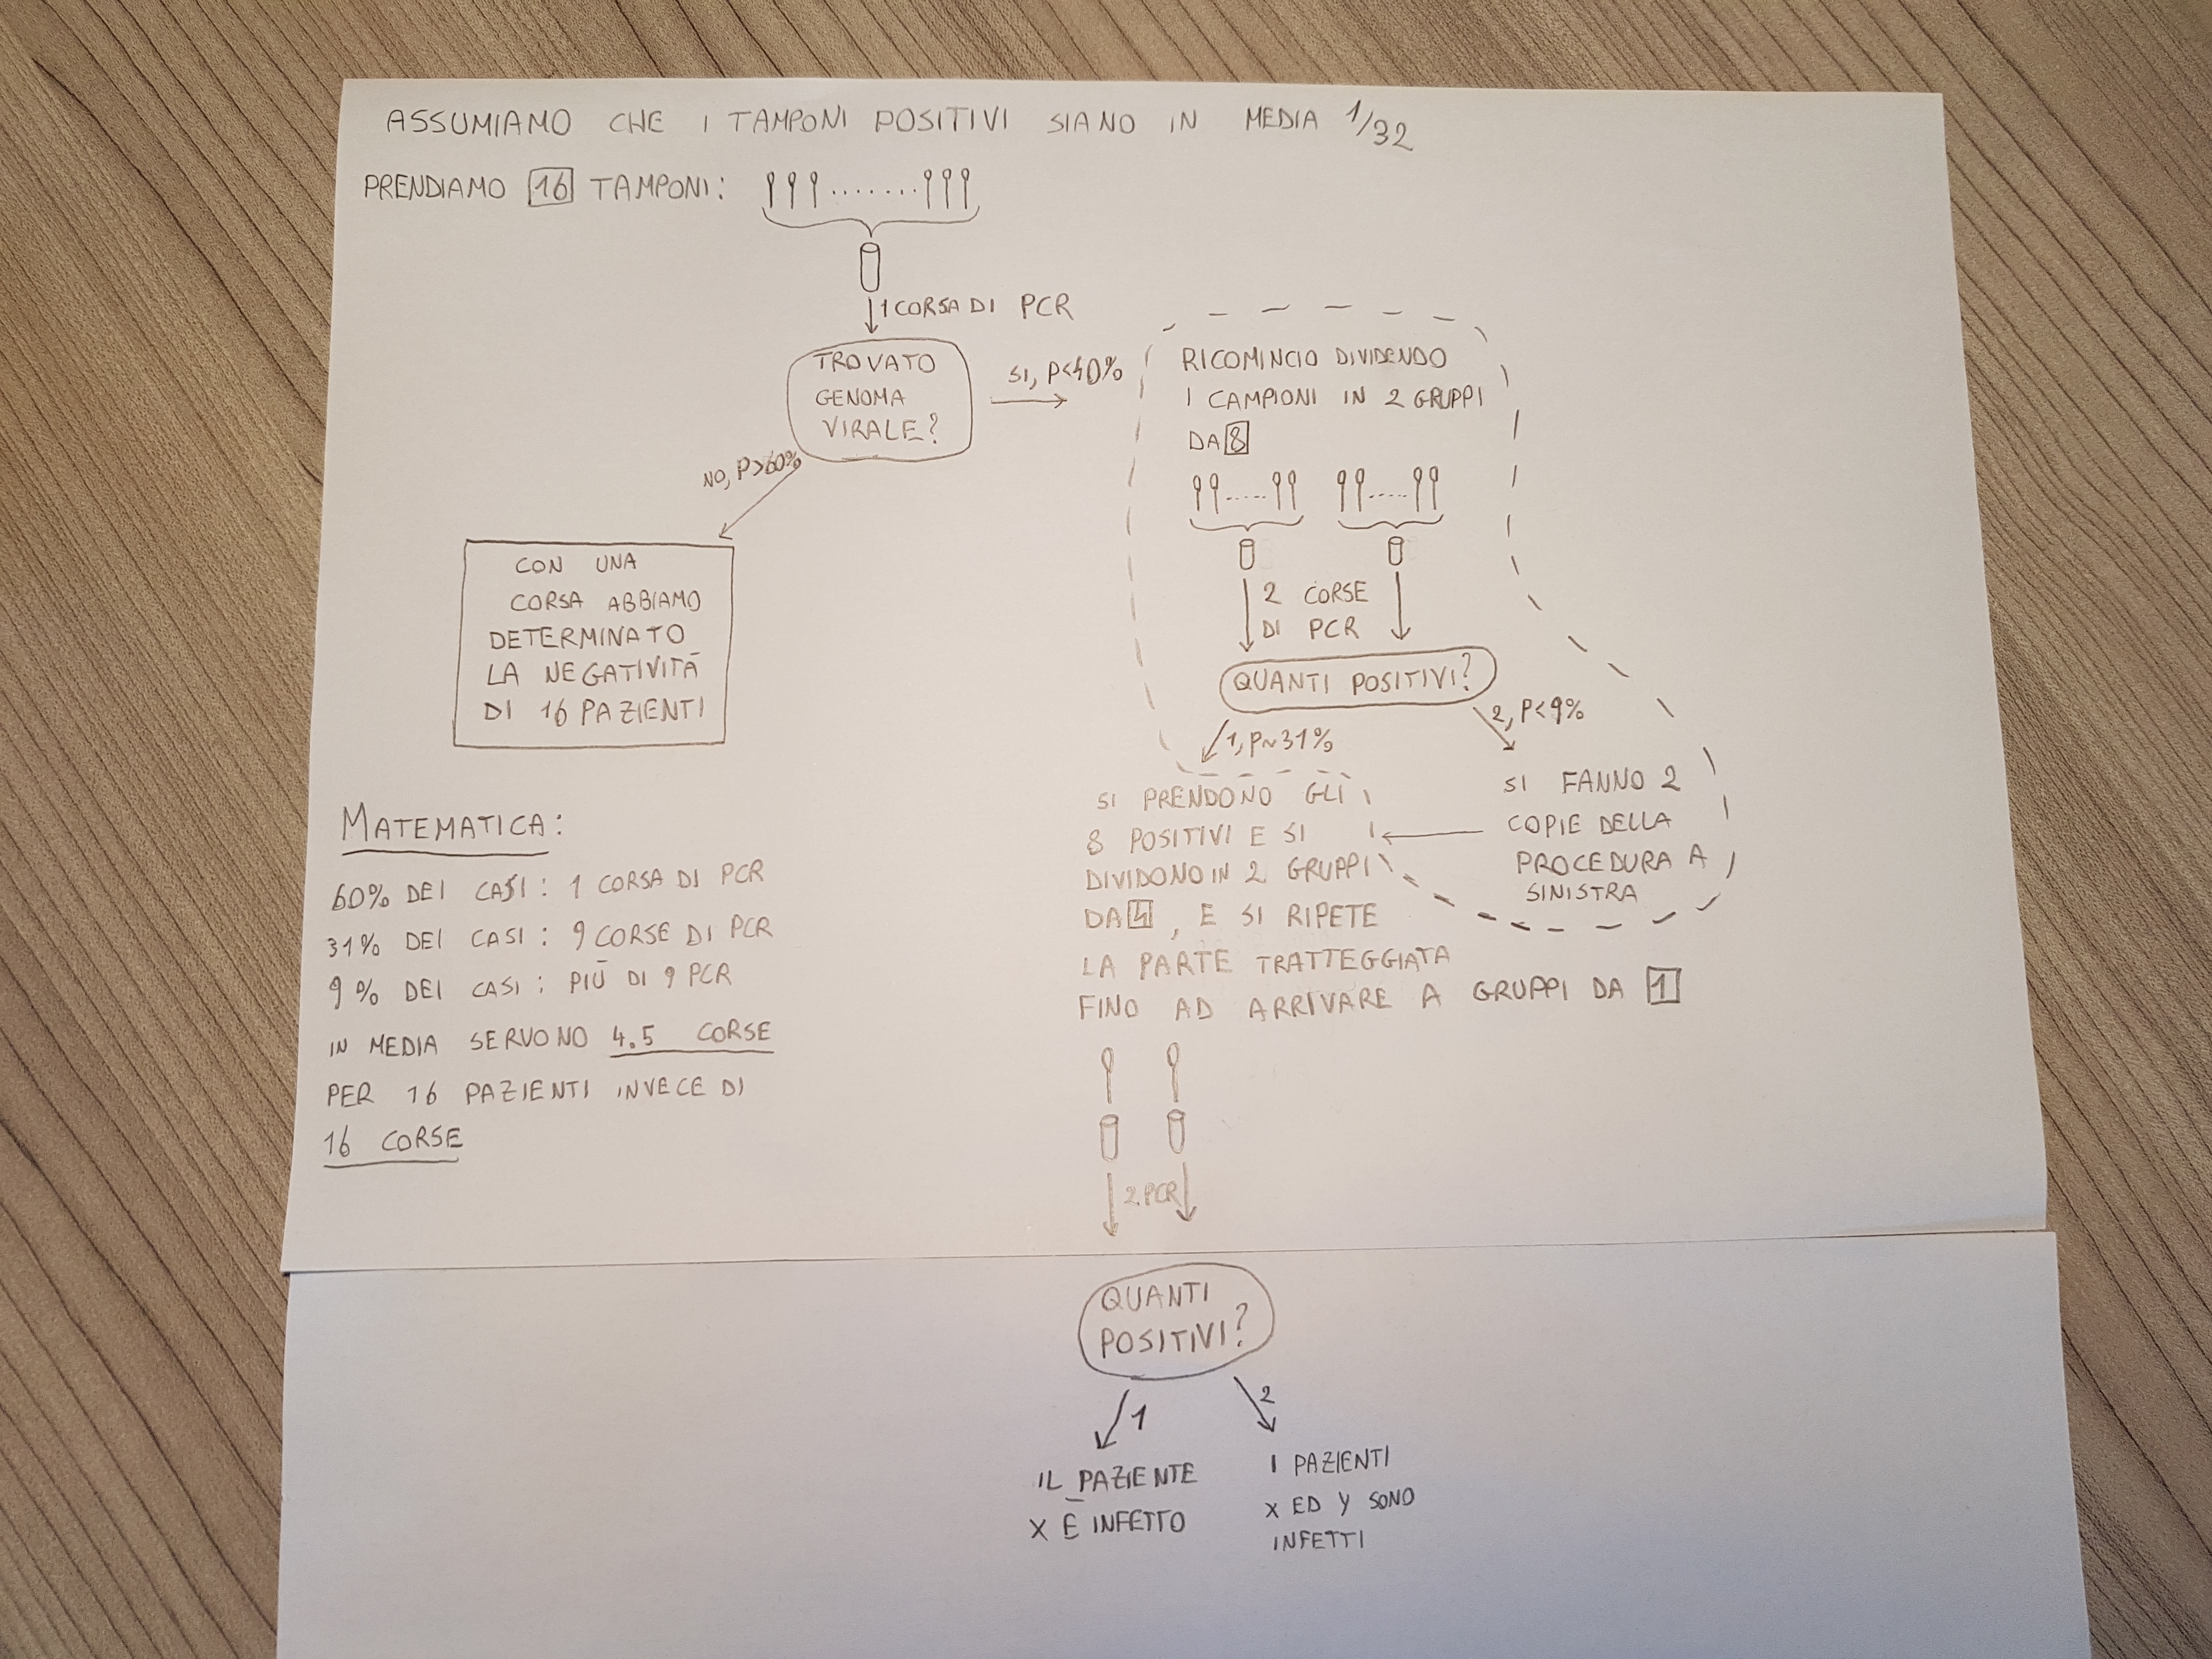 ASSUMIAMO CHE I TAMPONI POSITIVI SIANO IN MEDIA 1/32
PRENDIAMO 16 TAMPONI:
1 CORSA DI PCR
TROVATO
GENOMA
VIRALE?
SI, P<40%
NO, P>60%
CON UNA
CORSA ABBIAMO
DETERMINATO
LA NEGATIVITÀ
DI 16 PAZIENTI
RICOMINCIO DIVIDENDO
I CAMPIONI IN 2 GRUPPI
DA 8
2 CORSE
DI PCR
QUANTI POSITIVI?
1, P~31%
2, P<9%
SI PRENDONO GLI
8 POSITIVI E SI
DIVIDONO IN 2 GRUPPI
DA 4, E SI RIPETE
LA PARTE TRATTEGGIATA
FINO AD ARRIVARE A GRUPPI DA 1
SI FANNO 2
COPIE DELLA
PROCEDURA A
SINISTRA
MATEMATICA:
60% DEI CASI: 1 CORSA DI PCR
31% DEI CASI: 9 CORSE DI PCR
9% DEI CASI: PIÙ DI 9 PCR
IN MEDIA SERVONO 4.5 CORSE
PER 16 PAZIENTI INVECE DI
16 CORSE
2 PCR
QUANTI
POSITIVI?
1
2
IL PAZIENTE
X È INFETTO
I PAZIENTI
X ED Y SONO
INFETTI